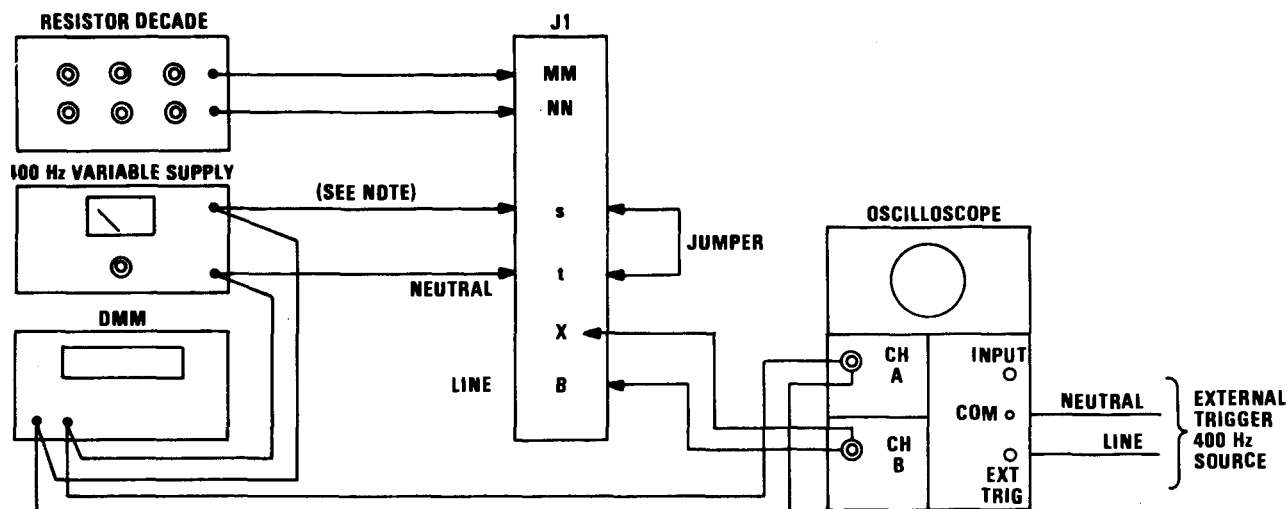 RESISTOR DECADE
J1
MM
NN
400 Hz VARIABLE SUPPLY
(SEE NOTE)
s
OSCILLOSCOPE
JUMPER
t
NEUTRAL
DMM
X
LINE
B
CH
A
INPUT
COM
NEUTRAL
LINE
EXTERNAL
TRIGGER
400 Hz
SOURCE
CH
B
EXT
TRIG